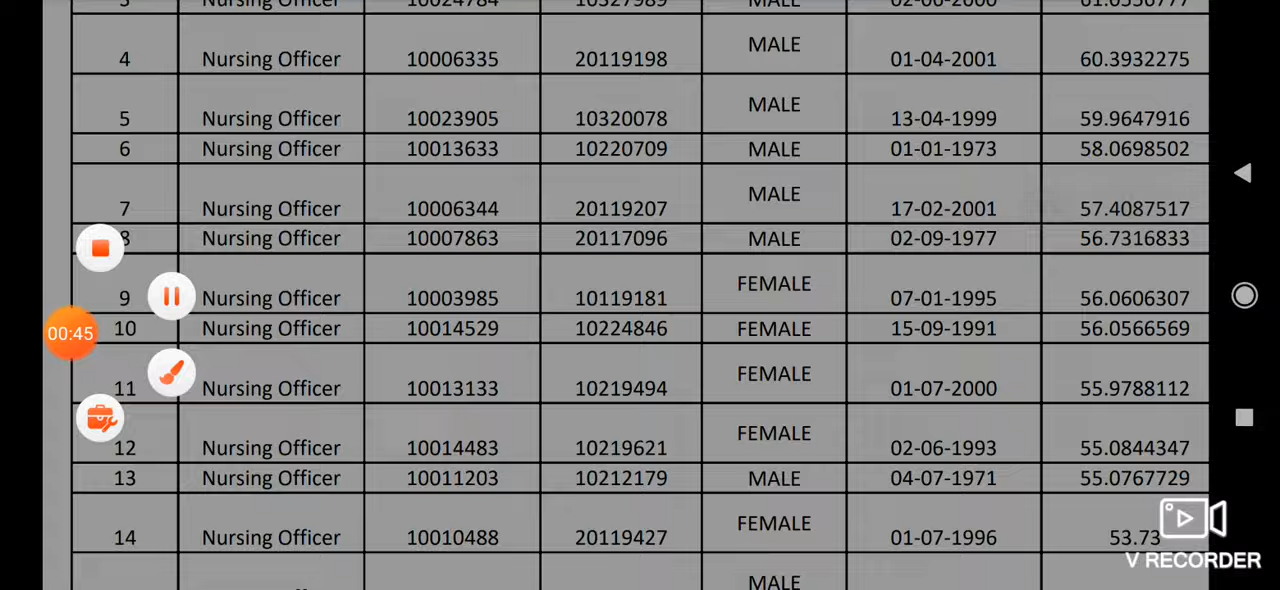 4 Nursing Officer 10006335 20119198 MALE 01-04-2001 60.3932275
5 Nursing Officer 10023905 10320078 MALE 13-04-1999 59.9647916
6 Nursing Officer 10013633 10220709 MALE 01-01-1973 58.0698502
7 Nursing Officer 10006344 20119207 MALE 17-02-2001 57.4087517
8 Nursing Officer 10007863 20117096 MALE 02-09-1977 56.7316833
9 Nursing Officer 10003985 10119181 FEMALE 07-01-1995 56.0606307
10 Nursing Officer 10014529 10224846 FEMALE 15-09-1991 56.0566569
00:45
11 Nursing Officer 10013133 10219494 FEMALE 01-07-2000 55.9788112
12 Nursing Officer 10014483 10219621 FEMALE 02-06-1993 55.0844347
13 Nursing Officer 10011203 10212179 MALE 04-07-1971 55.0767729
14 Nursing Officer 10010488 20119427 FEMALE 01-07-1996 53.73
MALE
V RECORDER